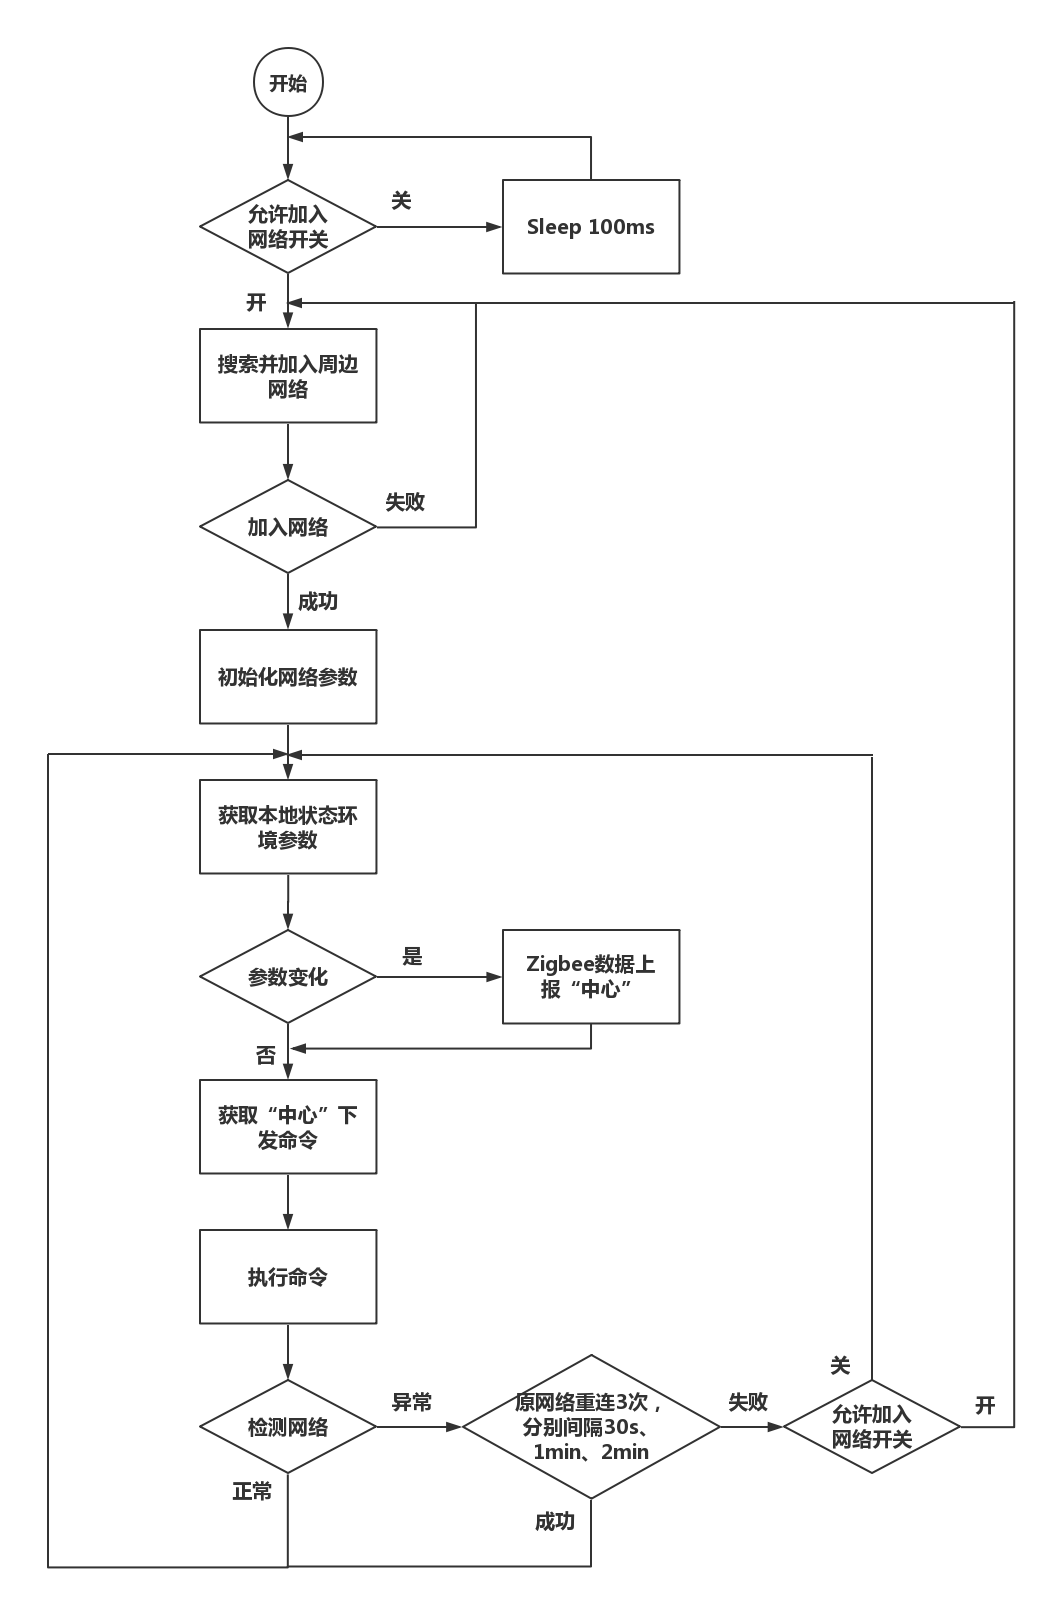 开始
允许加入
网络开关
关
Sleep 100ms
开
搜索并加入周边
网络
加入网络
失败
成功
初始化网络参数
获取本地状态环
境参数
参数变化
是
Zigbee数据上
报“中心”
否
获取“中心”下
发命令
执行命令
检测网络
异常
原网络重连3次，
分别间隔30s、
1min、2min
失败
关
允许加入
网络开关
开
正常
成功